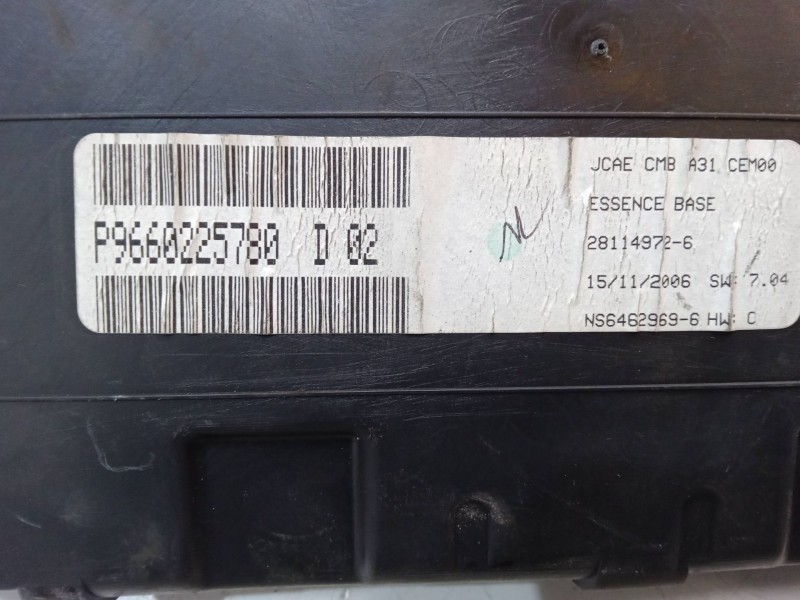 P9660225780 D 02
JCAE CMB A31 CEM00
ESSENCE BASE
28114972-6
15/11/2006 SW: 7.04
NS6462969-6 HW: C